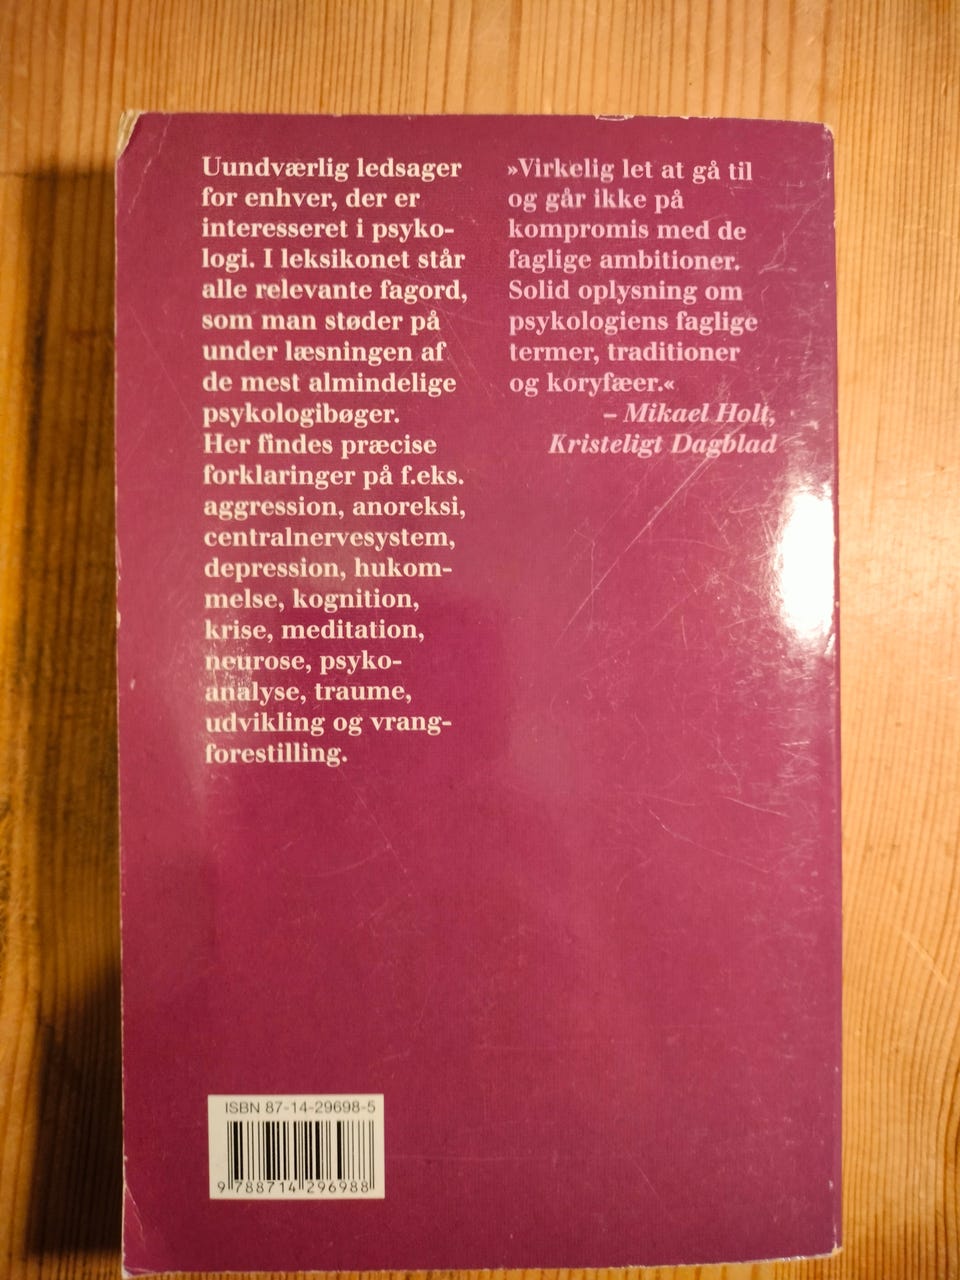 Uundværlig ledsager
for enhver, der er
interesseret i psyko-
logi. I leksikonet står
alle relevante fagord,
som man støder på
under læsningen af
de mest almindelige
psykologibøger.
Her findes præcise
forklaringer på f.eks.
aggression, anoreksi,
centralnervesystem,
depression, hukom-
melse, kognition,
krise, meditation,
neurose, psyko-
analyse, traume,
udvikling og vrang-
forestilling.
»Virkelig let at gå til
og går ikke på
kompromis med de
faglige ambitioner.
Solid oplysning om
psykologiens faglige
termer, traditioner
og koryfæer.«
– Mikael Holt,
Kristeligt Dagblad
ISBN 87-14-29698-5
9 788714 296988